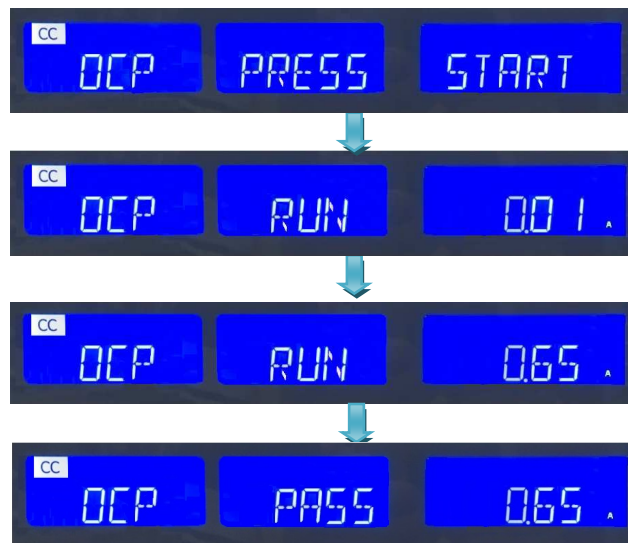 CC
OCP PRESS START
CC
OCP RUN 0.01 A
CC
OCP RUN 0.65 A
CC
OCP PASS 0.65 A